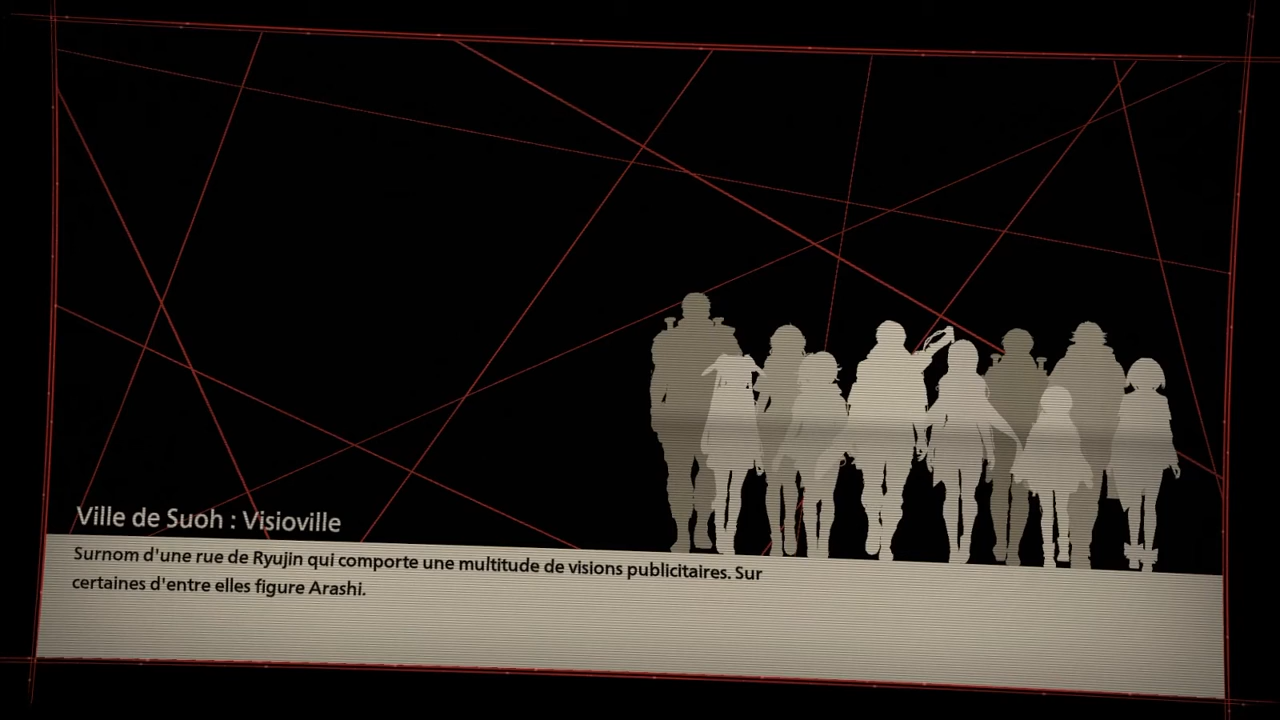 Ville de Suoh : Visioville
Surnom d'une rue de Ryujin qui comporte une multitude de visions publicitaires. Sur
certaines d'entre elles figure Arashi.